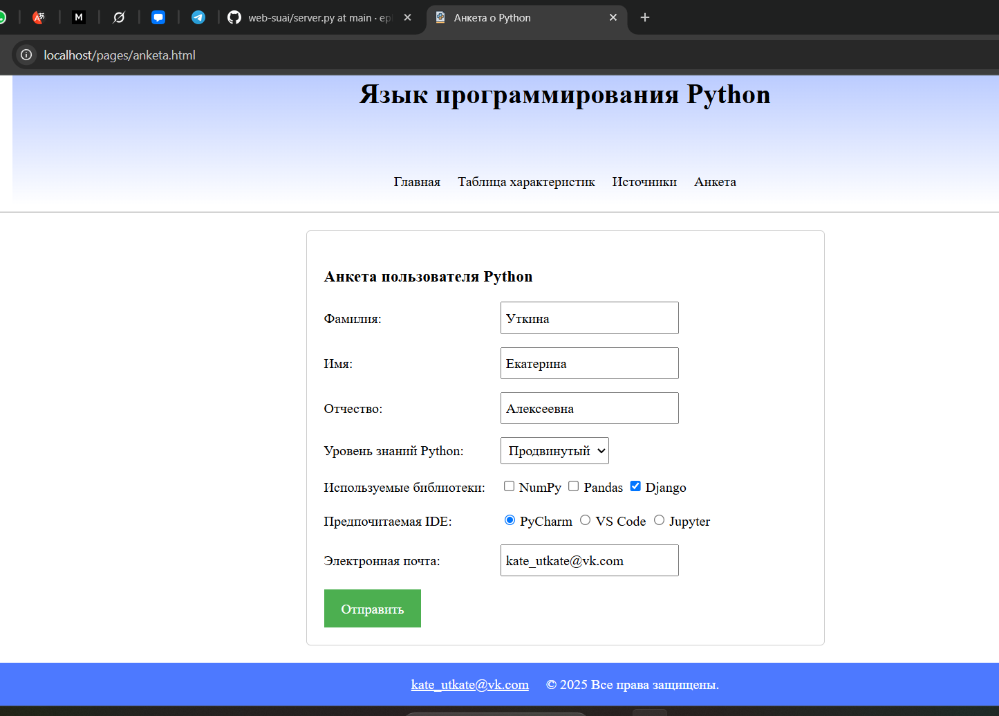 web-suai/server.py at main · ep
Анкета о Python
localhost/pages/anketa.html
Язык программирования Python
Главная Таблица характеристик Источники Анкета
Анкета пользователя Python
Фамилия: Уткина
Имя: Екатерина
Отчество: Алексеевна
Уровень знаний Python: Продвинутый
Используемые библиотеки: NumPy Pandas Django
Предпочитаемая IDE: PyCharm VS Code Jupyter
Электронная почта: kate_utkate@vk.com
Отправить
kate_utkate@vk.com © 2025 Все права защищены.